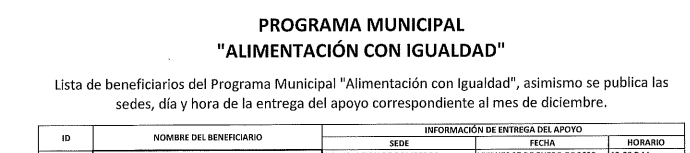 PROGRAMA MUNICIPAL
"ALIMENTACIÓN CON IGUALDAD"
Lista de beneficiarios del Programa Municipal "Alimentación con Igualdad", asimismo se publica las
sedes, día y hora de la entrega del apoyo correspondiente al mes de diciembre.
ID NOMBRE DEL BENEFICIARIO INFORMACIÓN DE ENTREGA DEL APOYO
SEDE FECHA HORARIO